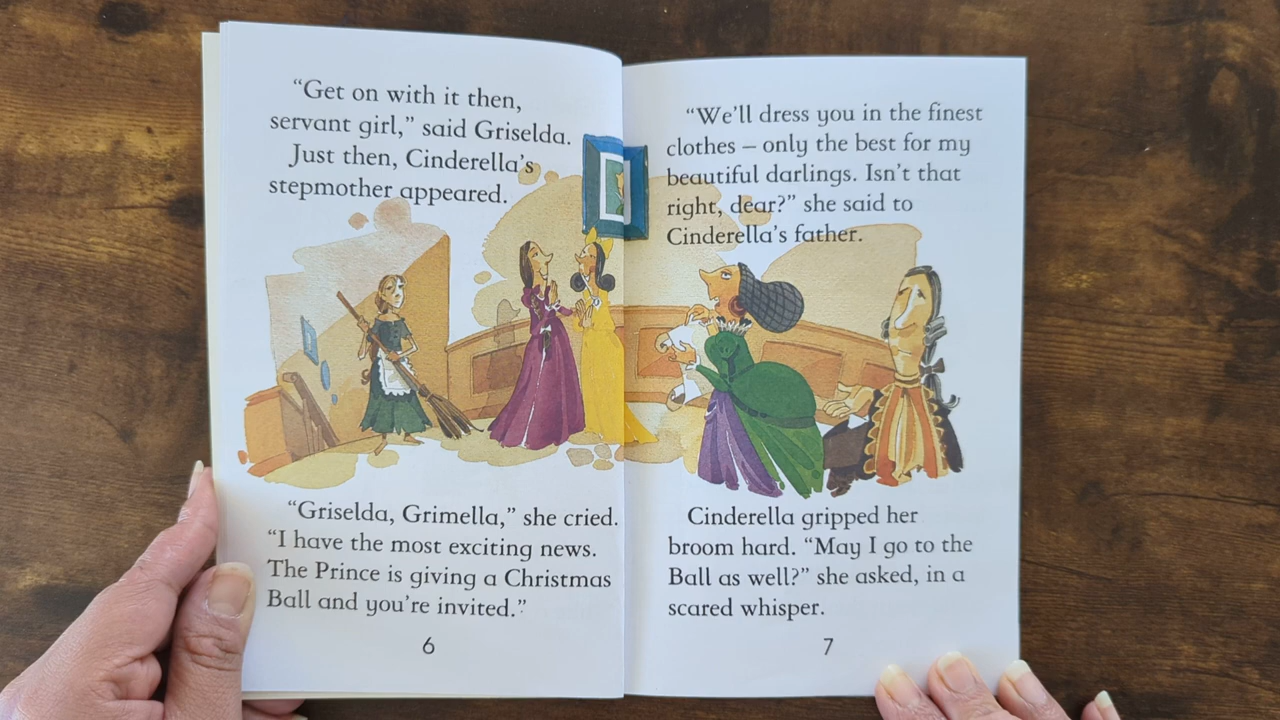 “Get on with it then,
servant girl,” said Griselda.
Just then, Cinderella’s
stepmother appeared.
“Griselda, Grimella,” she cried.
“I have the most exciting news.
The Prince is giving a Christmas
Ball and you’re invited.”
6
“We’ll dress you in the finest
clothes – only the best for my
beautiful darlings. Isn’t that
right, dear?” she said to
Cinderella’s father.
Cinderella gripped her
broom hard. “May I go to the
Ball as well?” she asked, in a
scared whisper.
7